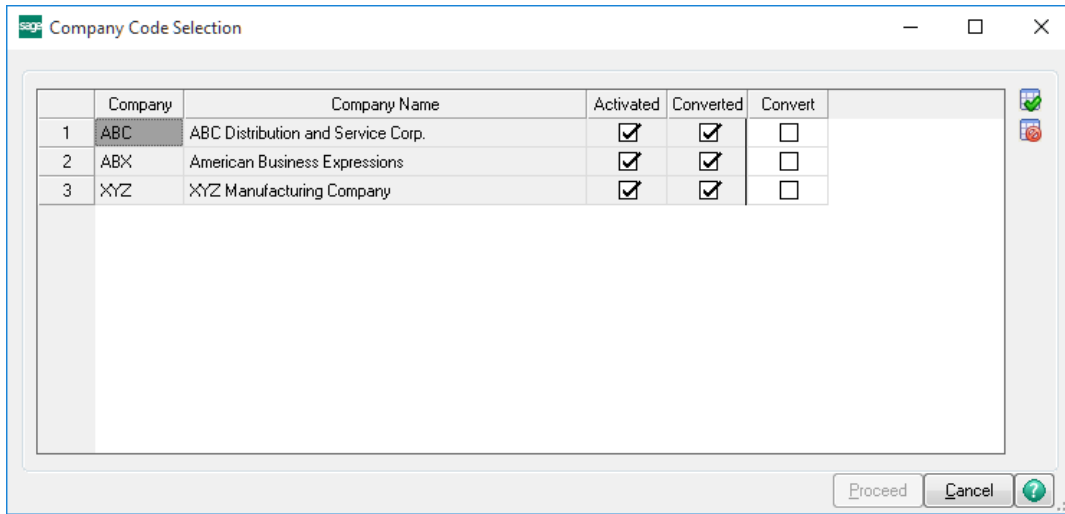 sage Company Code Selection
Company Company Name Activated Converted Convert
1 ABC ABC Distribution and Service Corp.
2 ABX American Business Expressions
3 XYZ XYZ Manufacturing Company
Proceed Cancel ?